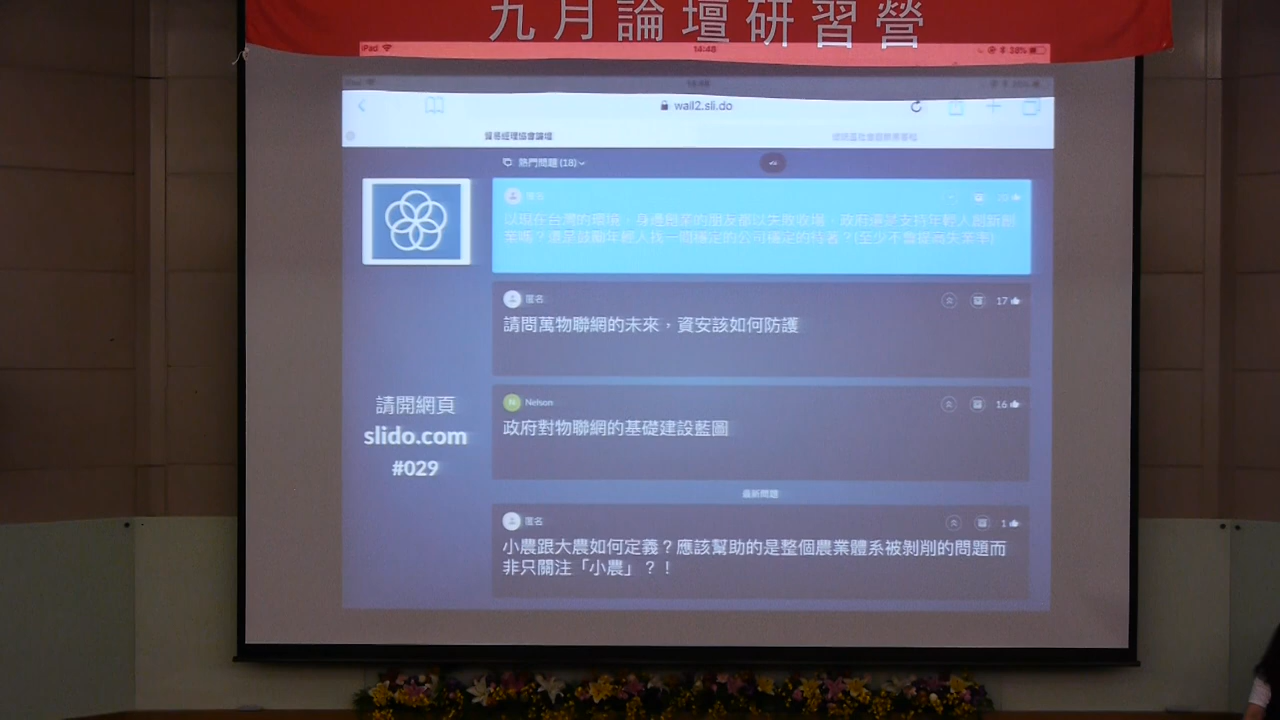 九月論壇研習營
iPad 14:48 38%
wall2.sli.do
熱門問題 (18)
匿名 20
以現在台灣的環境，身邊創業的朋友都以失敗收場，政府還是支持年輕人創新創
業嗎？還是鼓勵年輕人找一個穩定的公司穩定的待著？(至少不會提高失業率)
匿名 17
請問萬物聯網的未來，資安該如何防護
N Nelson 16
政府對物聯網的基礎建設藍圖
請開網頁
slido.com
#029
最新問題
匿名 1
小農跟大農如何定義？應該幫助的是整個農業體系被剝削的問題而
非只關注「小農」？！